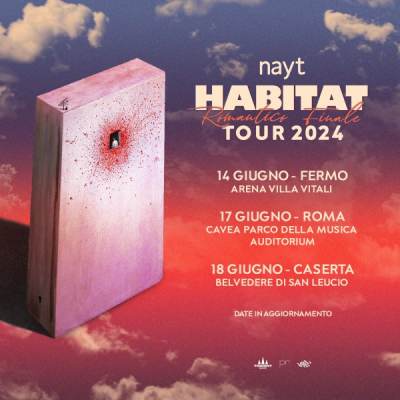 nayt
HABITAT
Romantico Finale
TOUR 2024
14 GIUGNO - FERMO
ARENA VILLA VITALI
17 GIUGNO - ROMA
CAVEA PARCO DELLA MUSICA
AUDITORIUM
18 GIUGNO - CASERTA
BELVEDERE DI SAN LEUCIO
DATE IN AGGIORNAMENTO